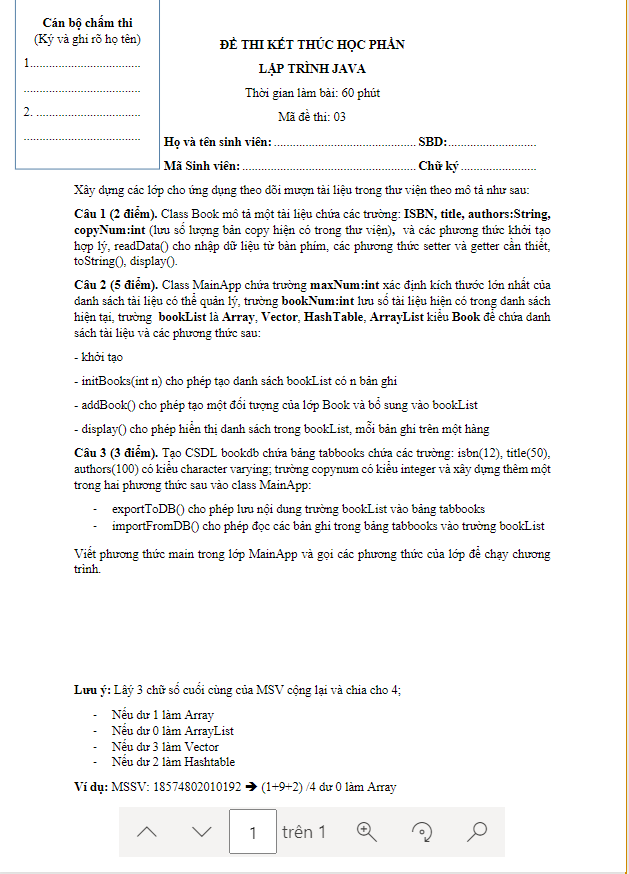 Cán bộ chấm thi
(Ký và ghi rõ họ tên)
1....................................
......................................
2. ..................................
......................................
ĐỀ THI KẾT THÚC HỌC PHẦN
LẬP TRÌNH JAVA
Thời gian làm bài: 60 phút
Mã đề thi: 03
Họ và tên sinh viên: .............................................. SBD:............................
Mã Sinh viên: ........................................................ Chữ ký ........................
Xây dựng các lớp cho ứng dụng theo dõi mượn tài liệu trong thư viện theo mô tả như sau:
Câu 1 (2 điểm). Class Book mô tả một tài liệu chứa các trường: ISBN, title, authors:String,
copyNum:int (lưu số lượng bản copy hiện có trong thư viện), và các phương thức khởi tạo
hợp lý, readData() cho nhập dữ liệu từ bàn phím, các phương thức setter và getter cần thiết,
toString(), display().
Câu 2 (5 điểm). Class MainApp chứa trường maxNum:int xác định kích thước lớn nhất của
danh sách tài liệu có thể quản lý, trường bookNum:int lưu số tài liệu hiện có trong danh sách
hiện tại, trường bookList là Array, Vector, HashTable, ArrayList kiểu Book để chứa danh
sách tài liệu và các phương thức sau:
- khởi tạo
- initBooks(int n) cho phép tạo danh sách bookList có n bản ghi
- addBook() cho phép tạo một đối tượng của lớp Book và bổ sung vào bookList
- display() cho phép hiển thị danh sách trong bookList, mỗi bản ghi trên một hàng
Câu 3 (3 điểm). Tạo CSDL bookdb chứa bảng tabbooks chứa các trường: isbn(12), title(50),
authors(100) có kiểu character varying; trường copynum có kiểu integer và xây dựng thêm một
trong hai phương thức sau vào class MainApp:
- exportToDB() cho phép lưu nội dung trường bookList vào bảng tabbooks
- importFromDB() cho phép đọc các bản ghi trong bảng tabbooks vào trường bookList
Viết phương thức main trong lớp MainApp và gọi các phương thức của lớp để chạy chương
trình.
Lưu ý: Lấy 3 chữ số cuối cùng của MSV cộng lại và chia cho 4;
- Nếu dư 1 làm Array
- Nếu dư 0 làm ArrayList
- Nếu dư 3 làm Vector
- Nếu dư 2 làm Hashtable
Ví dụ: MSSV: 18574802010192 ➔ (1+9+2) /4 dư 0 làm Array
1 trên 1